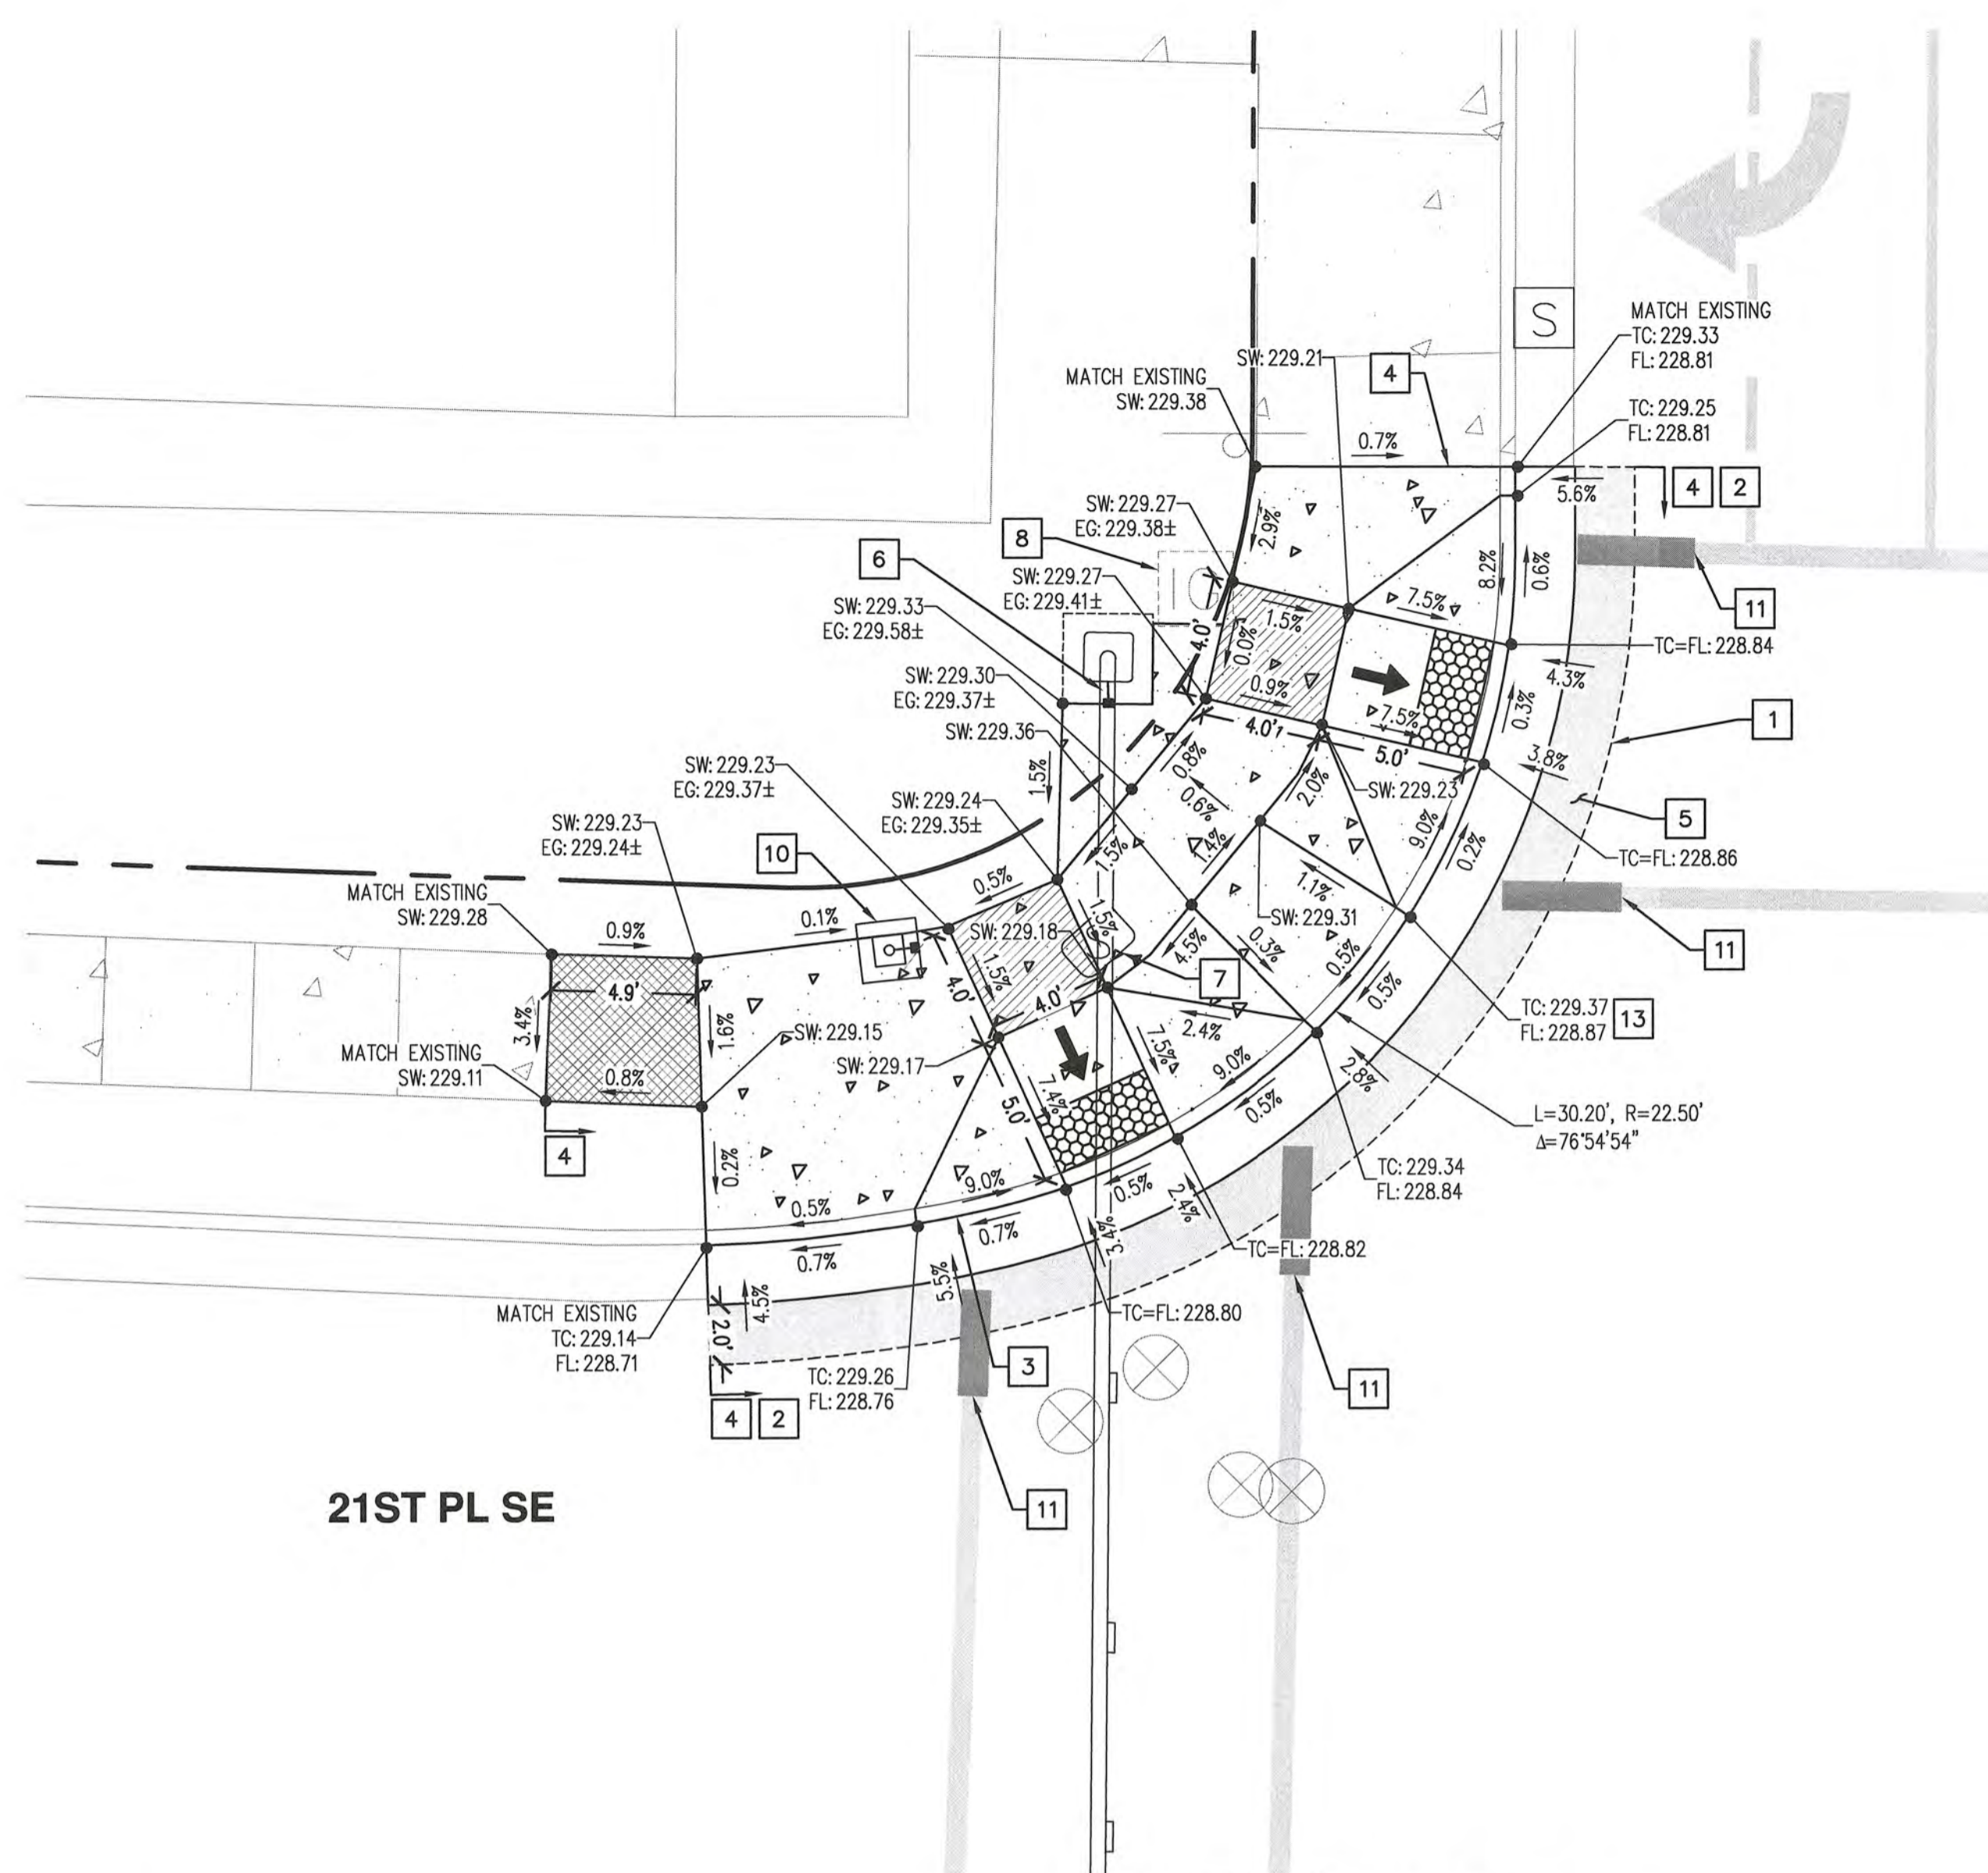 S
MATCH EXISTING
TC: 229.33
FL: 228.81
SW: 229.21
4
MATCH EXISTING
SW: 229.38
TC: 229.25
FL: 228.81
0.7%
4
2
5.6%
SW: 229.27
EG: 229.38±
2.9%
8
6
8.2%
0.6%
SW: 229.27
EG: 229.41±
IG
7.5%
11
SW: 229.33
EG: 229.58±
1.5%
4.0'
0.0%
TC=FL: 228.84
4.3%
SW: 229.30
EG: 229.37±
0.9%
0.3%
1
SW: 229.36
4.0'
7.5%
5.0'
3.8%
SW: 229.23
EG: 229.37±
1.5%
0.8%
0.6%
2.0%
SW: 229.23
SW: 229.24
EG: 229.35±
5
SW: 229.23
EG: 229.24±
10
1.4%
9.0%
0.2%
TC=FL: 228.86
1.5%
0.5%
1.1%
MATCH EXISTING
SW: 229.28
0.9%
0.1%
SW: 229.18
1.5%
SW: 229.31
11
4.5%
0.3%
0.5%
7
4.9'
1.5%
4.0'
4.0'
0.5%
TC: 229.37
FL: 228.87
13
3.4%
1.6%
SW: 229.15
2.4%
MATCH EXISTING
SW: 229.11
0.8%
SW: 229.17
7.5%
9.0%
2.8%
7.4%
5.0'
0.5%
L=30.20', R=22.50'
Δ=76°54'54"
4
0.2%
9.0%
0.5%
2.4%
TC: 229.34
FL: 228.84
0.5%
0.7%
3.4%
TC=FL: 228.82
0.7%
5.5%
4.5%
MATCH EXISTING
TC: 229.14
FL: 228.71
2.0'
TC=FL: 228.80
TC: 229.26
FL: 228.76
3
11
4
2
21ST PL SE
11